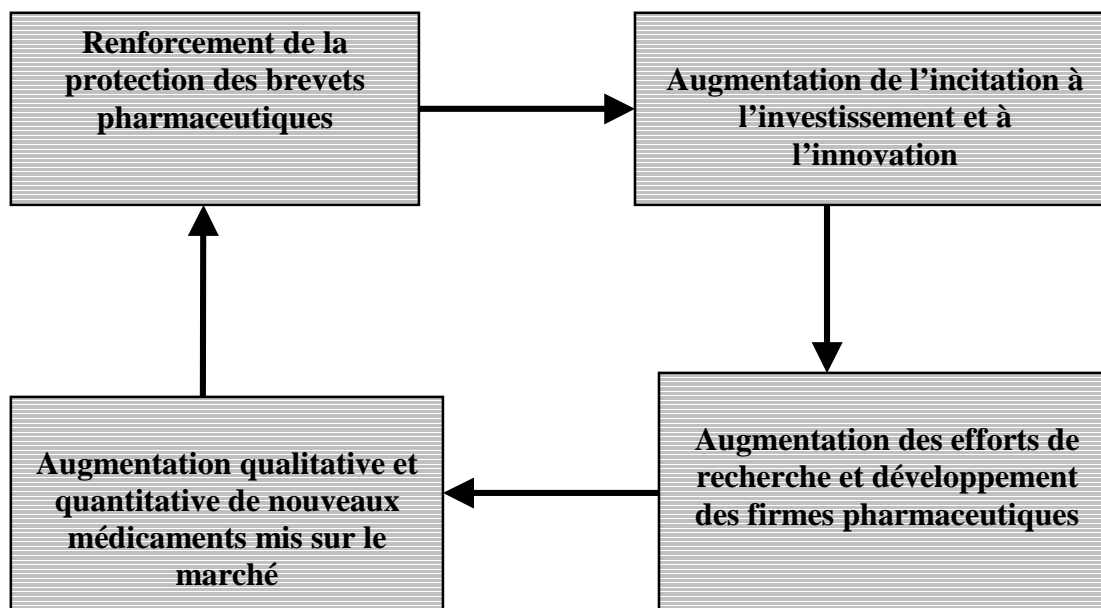 Renforcement de la
protection des brevets
pharmaceutiques
Augmentation de l’incitation à
l’investissement et à
l’innovation
Augmentation des efforts de
recherche et développement
des firmes pharmaceutiques
Augmentation qualitative et
quantitative de nouveaux
médicaments mis sur le
marché